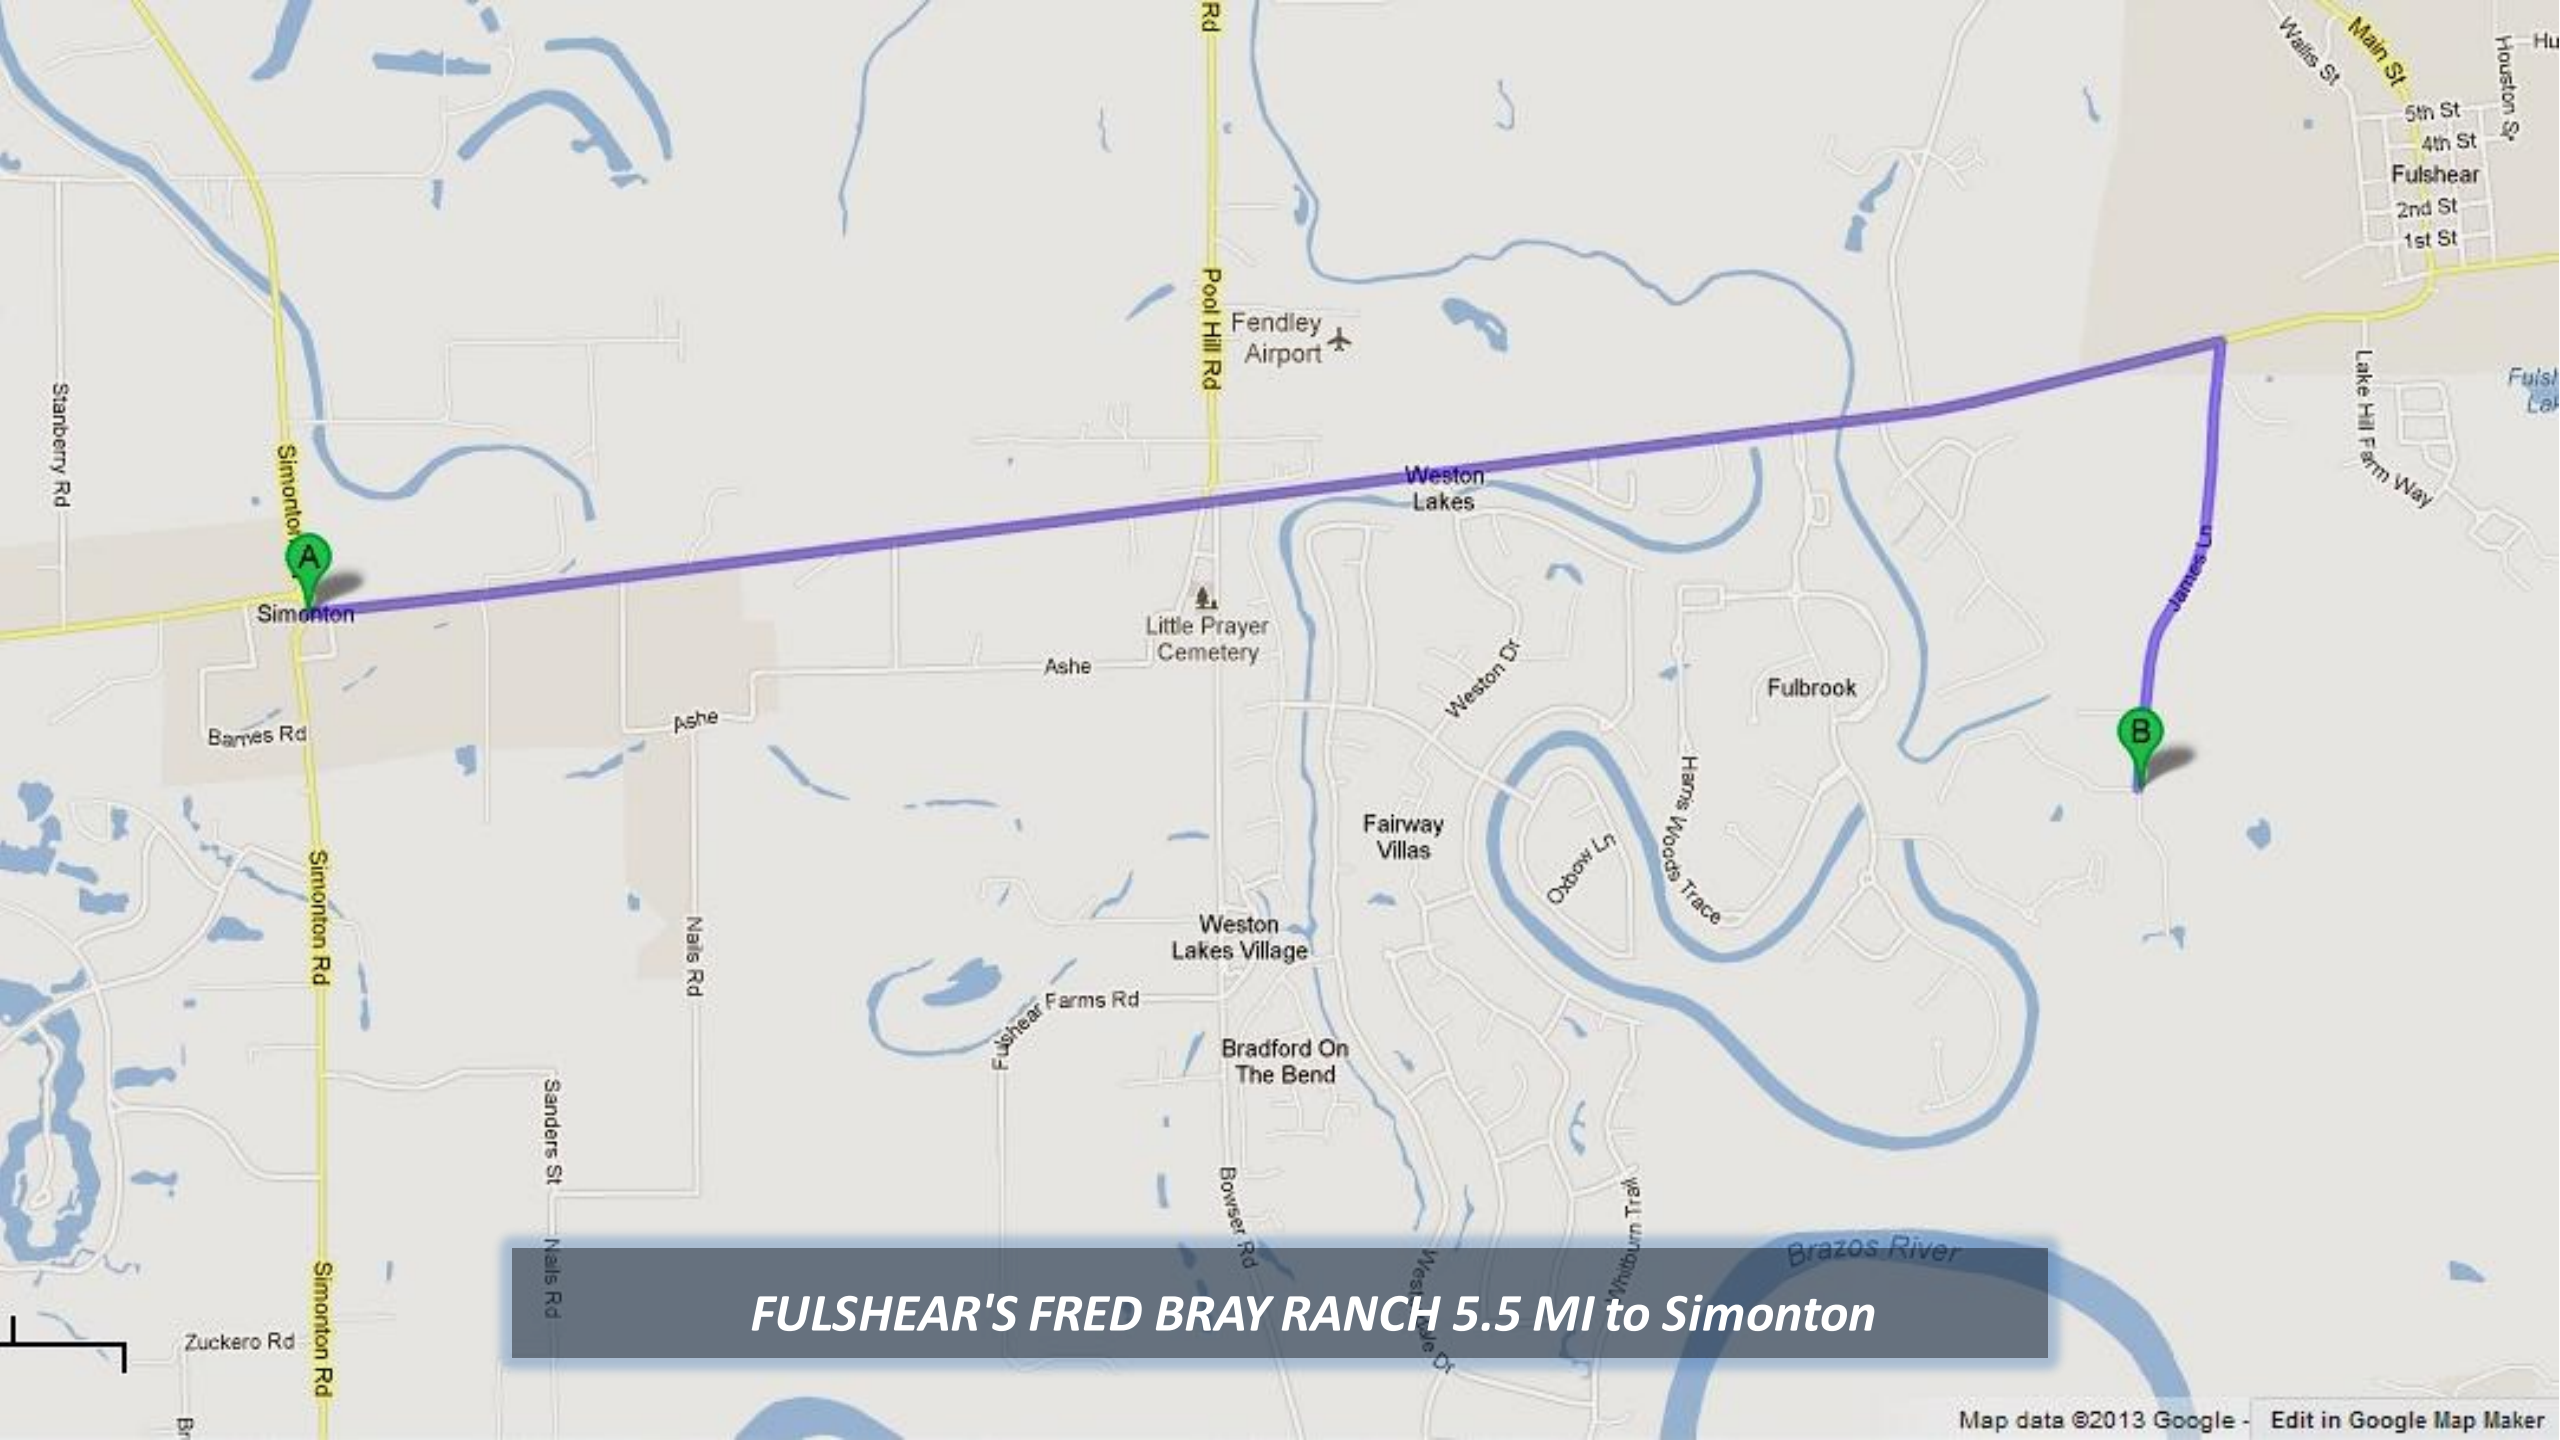 Rd
Main St
Wallis St
Houston St
Hu
5th St
4th St
Fulshear
2nd St
1st St
Pool Hill Rd
Fendley
Airport
Stanberry Rd
Simonton
Lake Hill Farm Way
Weston
Lakes
A
Simonton
James Ln
Little Prayer
Cemetery
Ashe
Weston Dr
Fulbrook
Ashe
Barnes Rd
B
Harris Woods Trace
Fairway
Villas
Oxbow Ln
Simonton Rd
Nails Rd
Weston
Lakes Village
Fulshear Farms Rd
Bradford On
The Bend
Sanders St
Bowser Rd
Whitburn Trail
Brazos River
Nails Rd
Simonton Rd
FULSHEAR'S FRED BRAY RANCH 5.5 MI to Simonton
Zuckero Rd
Map data ©2013 Google - Edit in Google Map Maker